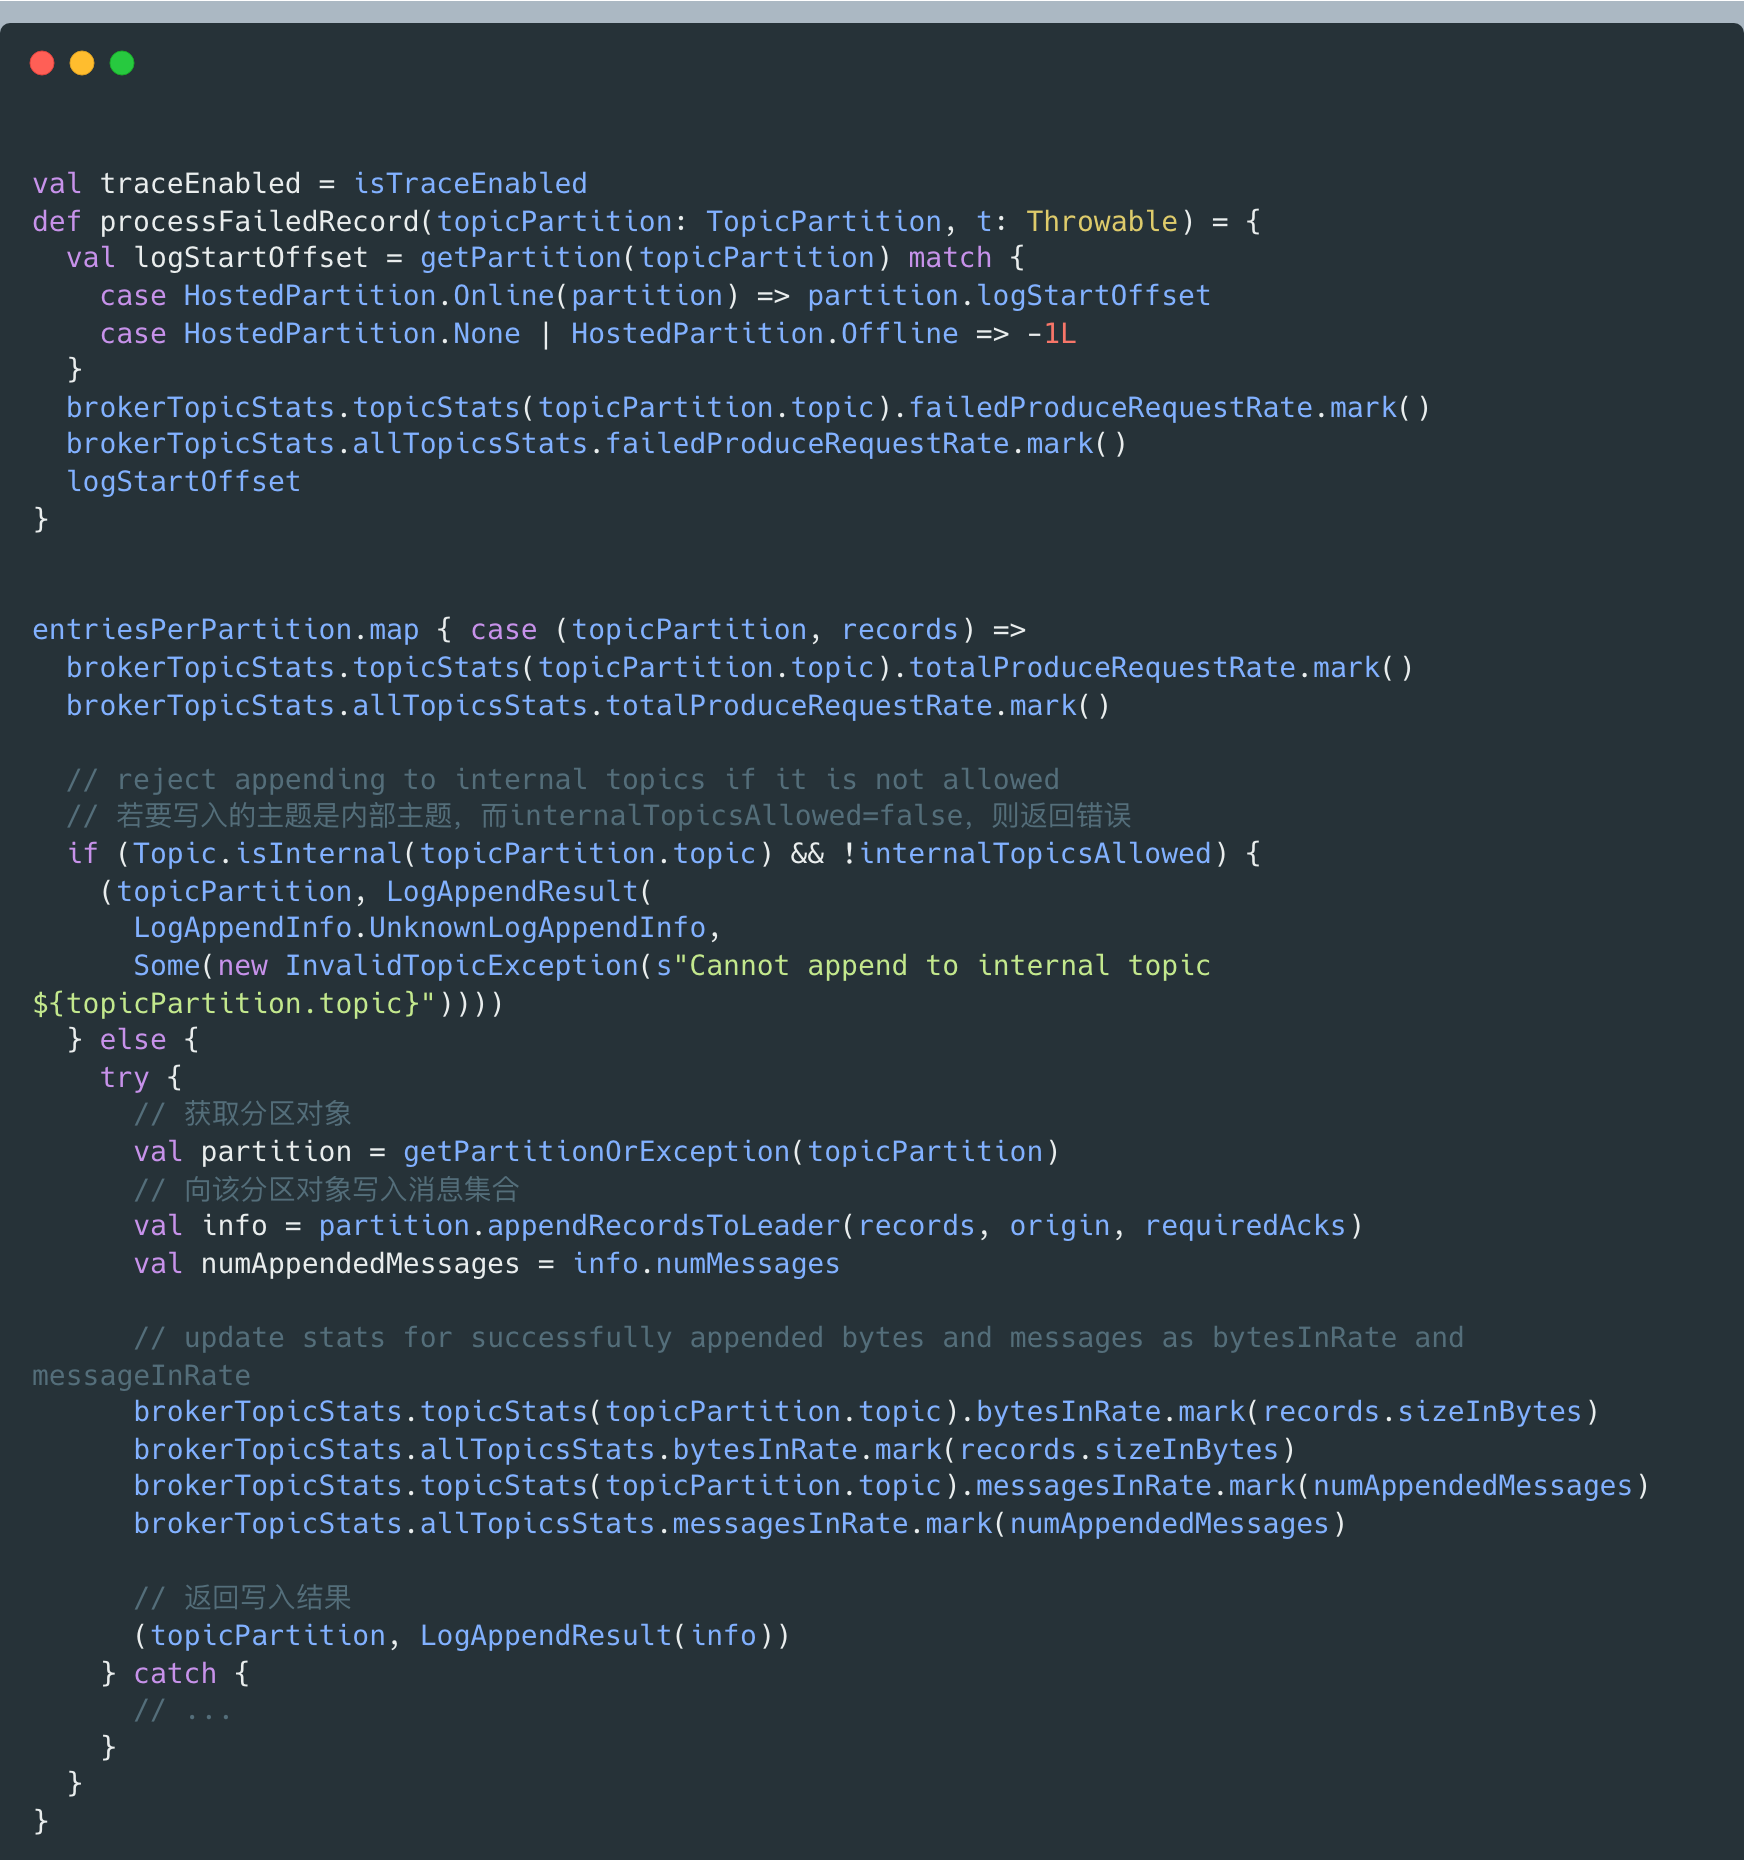 val traceEnabled = isTraceEnabled
def processFailedRecord(topicPartition: TopicPartition, t: Throwable) = {
  val logStartOffset = getPartition(topicPartition) match {
    case HostedPartition.Online(partition) => partition.logStartOffset
    case HostedPartition.None | HostedPartition.Offline => -1L
  }
  brokerTopicStats.topicStats(topicPartition.topic).failedProduceRequestRate.mark()
  brokerTopicStats.allTopicsStats.failedProduceRequestRate.mark()
  logStartOffset
}
entriesPerPartition.map { case (topicPartition, records) =>
  brokerTopicStats.topicStats(topicPartition.topic).totalProduceRequestRate.mark()
  brokerTopicStats.allTopicsStats.totalProduceRequestRate.mark()
  // reject appending to internal topics if it is not allowed
  // 若要写入的主题是内部主题，而internalTopicsAllowed=false，则返回错误
  if (Topic.isInternal(topicPartition.topic) && !internalTopicsAllowed) {
    (topicPartition, LogAppendResult(
      LogAppendInfo.UnknownLogAppendInfo,
      Some(new InvalidTopicException(s"Cannot append to internal topic
${topicPartition.topic}"))))
  } else {
    try {
      // 获取分区对象
      val partition = getPartitionOrException(topicPartition)
      // 向该分区对象写入消息集合
      val info = partition.appendRecordsToLeader(records, origin, requiredAcks)
      val numAppendedMessages = info.numMessages
      // update stats for successfully appended bytes and messages as bytesInRate and
messageInRate
      brokerTopicStats.topicStats(topicPartition.topic).bytesInRate.mark(records.sizeInBytes)
      brokerTopicStats.allTopicsStats.bytesInRate.mark(records.sizeInBytes)
      brokerTopicStats.topicStats(topicPartition.topic).messagesInRate.mark(numAppendedMessages)
      brokerTopicStats.allTopicsStats.messagesInRate.mark(numAppendedMessages)
      // 返回写入结果
      (topicPartition, LogAppendResult(info))
    } catch {
      // ...
    }
  }
}